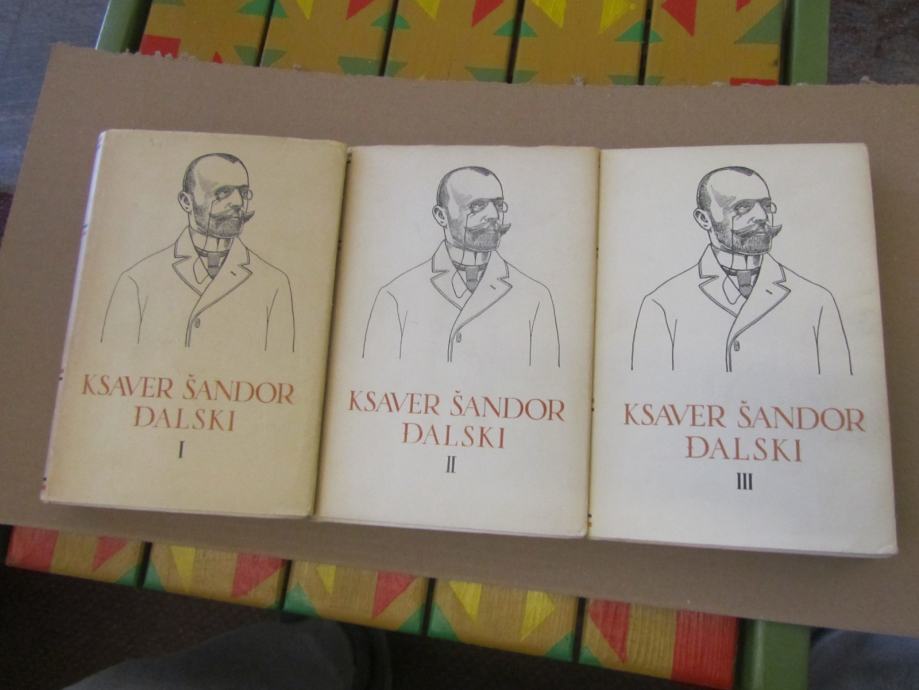 KSAVER ŠANDOR
ĐALSKI
I
KSAVER ŠANDOR
ĐALSKI
II
KSAVER ŠANDOR
ĐALSKI
III